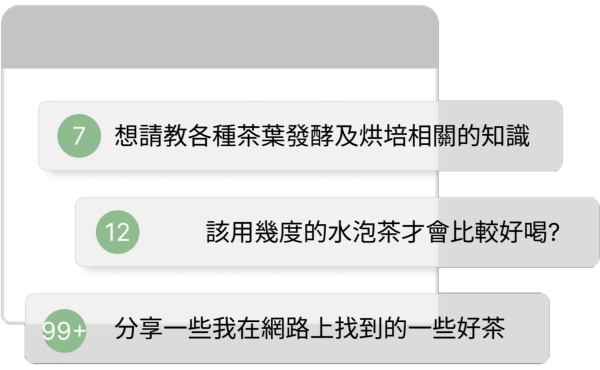 7 想請教各種茶葉發酵及烘培相關的知識
12 該用幾度的水泡茶才會比較好喝?
99+ 分享一些我在網路上找到的一些好茶